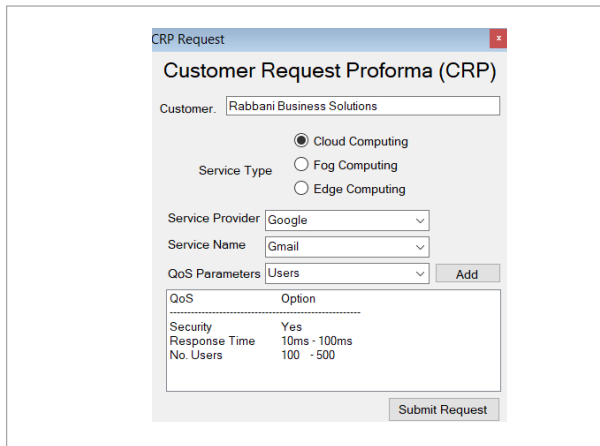 CRP Request x
Customer Request Proforma (CRP)
Customer. Rabbani Business Solutions
Cloud Computing
Service Type Fog Computing
Edge Computing
Service Provider Google
Service Name Gmail
QoS Parameters Users Add
QoS Option
------------------------------------------------------
Security Yes
Response Time 10ms - 100ms
No. Users 100 - 500
Submit Request